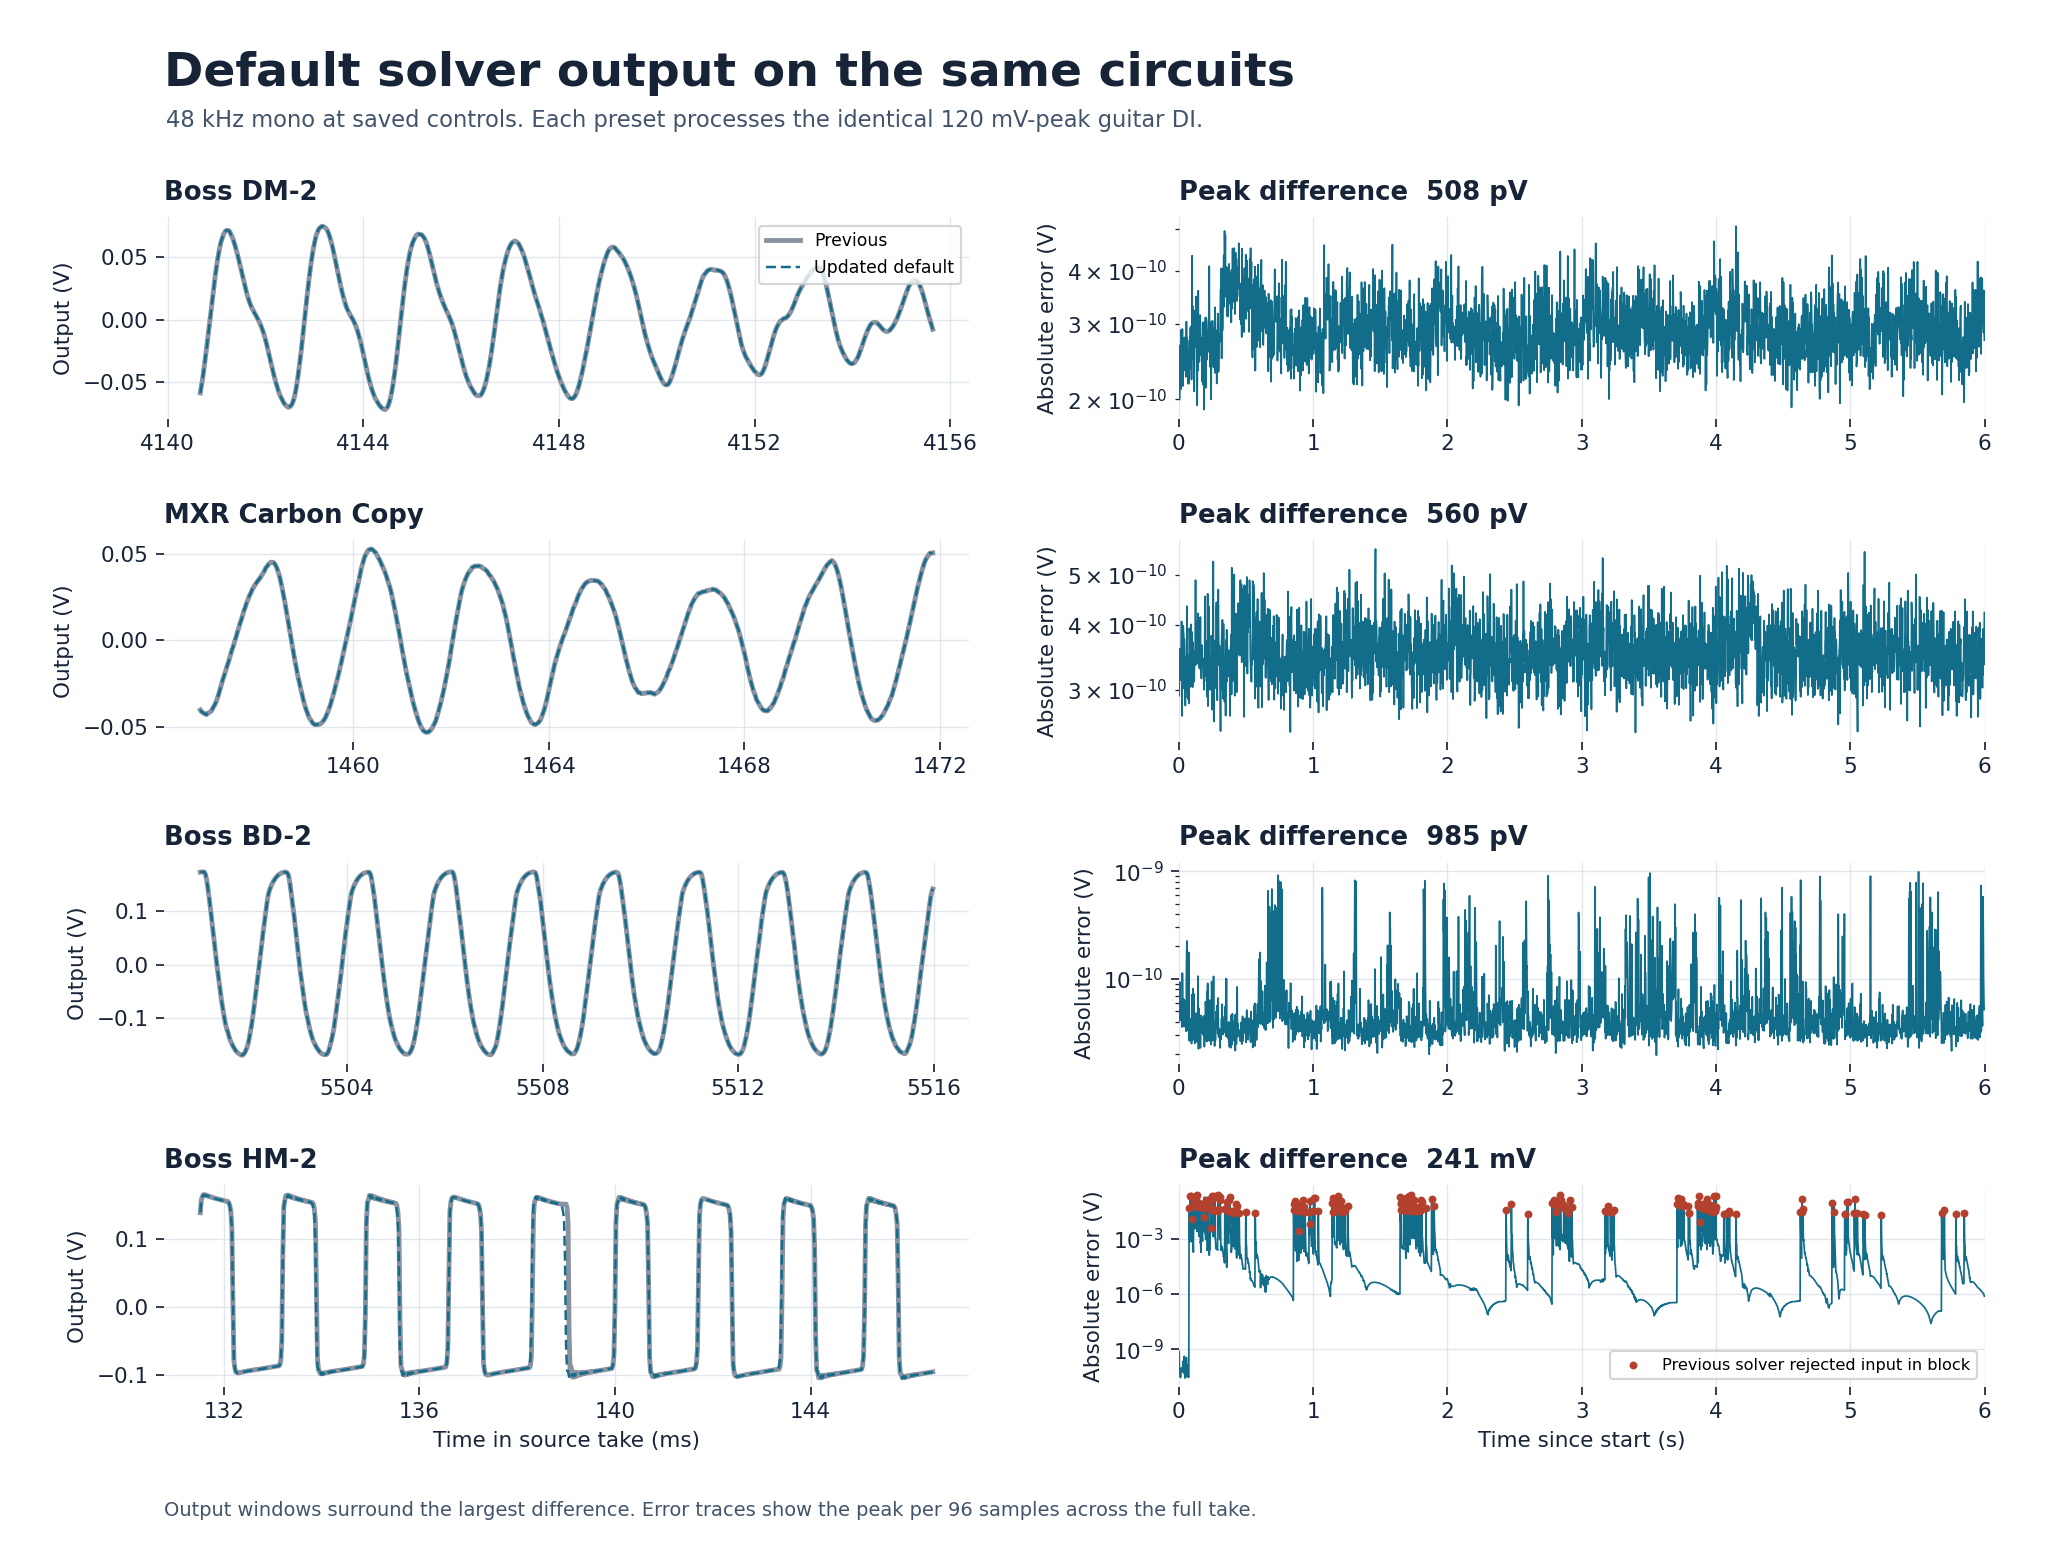 Default solver output on the same circuits
48 kHz mono at saved controls. Each preset processes the identical 120 mV-peak guitar DI.
Boss DM-2
Output (V)
0.05
0.00
−0.05
4140 4144 4148 4152 4156
Previous
Updated default
Peak difference 508 pV
Absolute error (V)
4 × 10⁻¹⁰
3 × 10⁻¹⁰
2 × 10⁻¹⁰
0 1 2 3 4 5 6
MXR Carbon Copy
Output (V)
0.05
0.00
−0.05
1460 1464 1468 1472
Peak difference 560 pV
Absolute error (V)
5 × 10⁻¹⁰
4 × 10⁻¹⁰
3 × 10⁻¹⁰
0 1 2 3 4 5 6
Boss BD-2
Output (V)
0.1
0.0
−0.1
5504 5508 5512 5516
Peak difference 985 pV
Absolute error (V)
10⁻⁹
10⁻¹⁰
0 1 2 3 4 5 6
Boss HM-2
Output (V)
0.1
0.0
−0.1
132 136 140 144
Time in source take (ms)
Peak difference 241 mV
Absolute error (V)
10⁻³
10⁻⁶
10⁻⁹
Previous solver rejected input in block
0 1 2 3 4 5 6
Time since start (s)
Output windows surround the largest difference. Error traces show the peak per 96 samples across the full take.